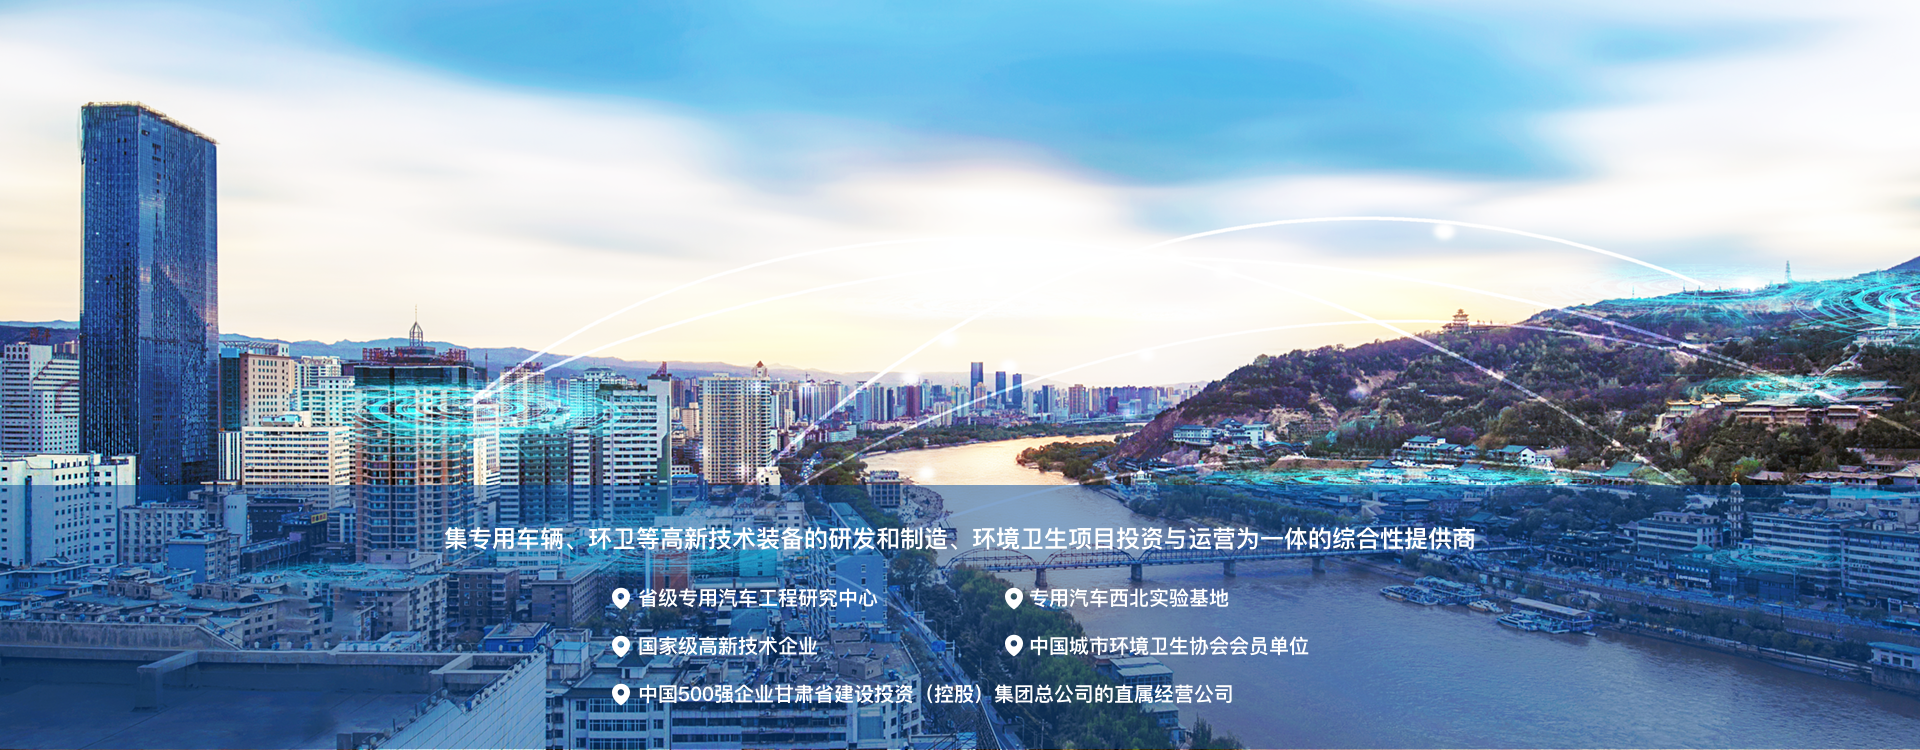 集专用车辆、环卫等高新技术装备的研发和制造、环境卫生项目投资与运营为一体的综合性提供商
省级专用汽车工程研究中心
专用汽车西北实验基地
国家级高新技术企业
中国城市环境卫生协会会员单位
中国500强企业甘肃省建设投资（控股）集团总公司的直属经营公司